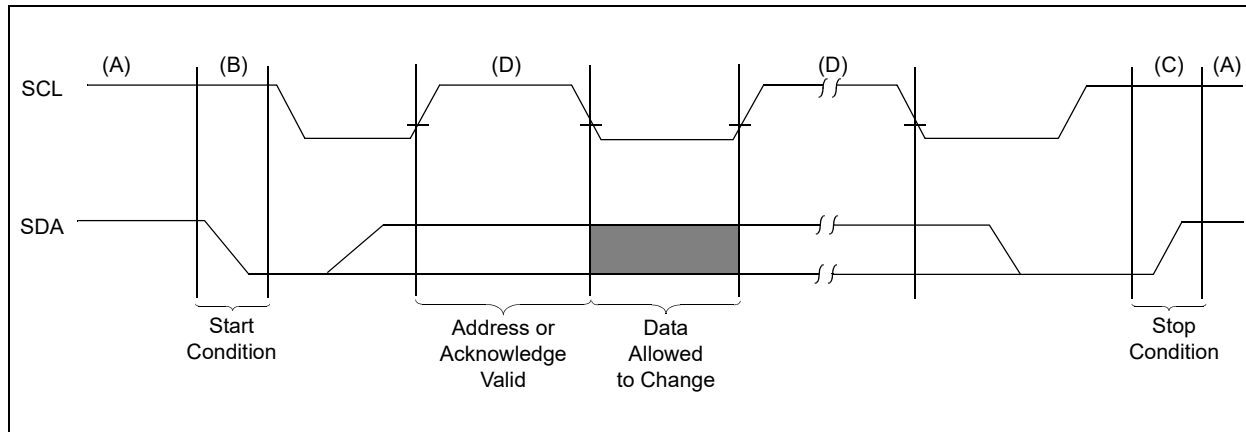 (A) (B) (D) (D) (C) (A)
SCL
SDA
Start
Condition
Address or
Acknowledge
Valid
Data
Allowed
to Change
Stop
Condition